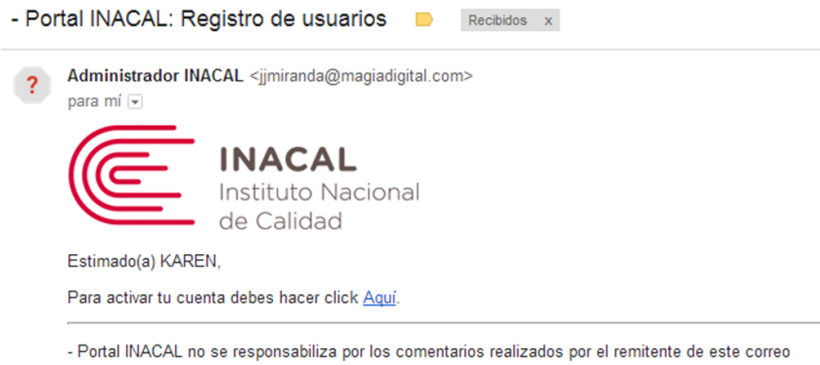 - Portal INACAL: Registro de usuarios
Recibidos x
?
Administrador INACAL <jjmiranda@magiadigital.com>
para mí
INACAL
Instituto Nacional
de Calidad
Estimado(a) KAREN,
Para activar tu cuenta debes hacer click Aquí.
- Portal INACAL no se responsabiliza por los comentarios realizados por el remitente de este correo